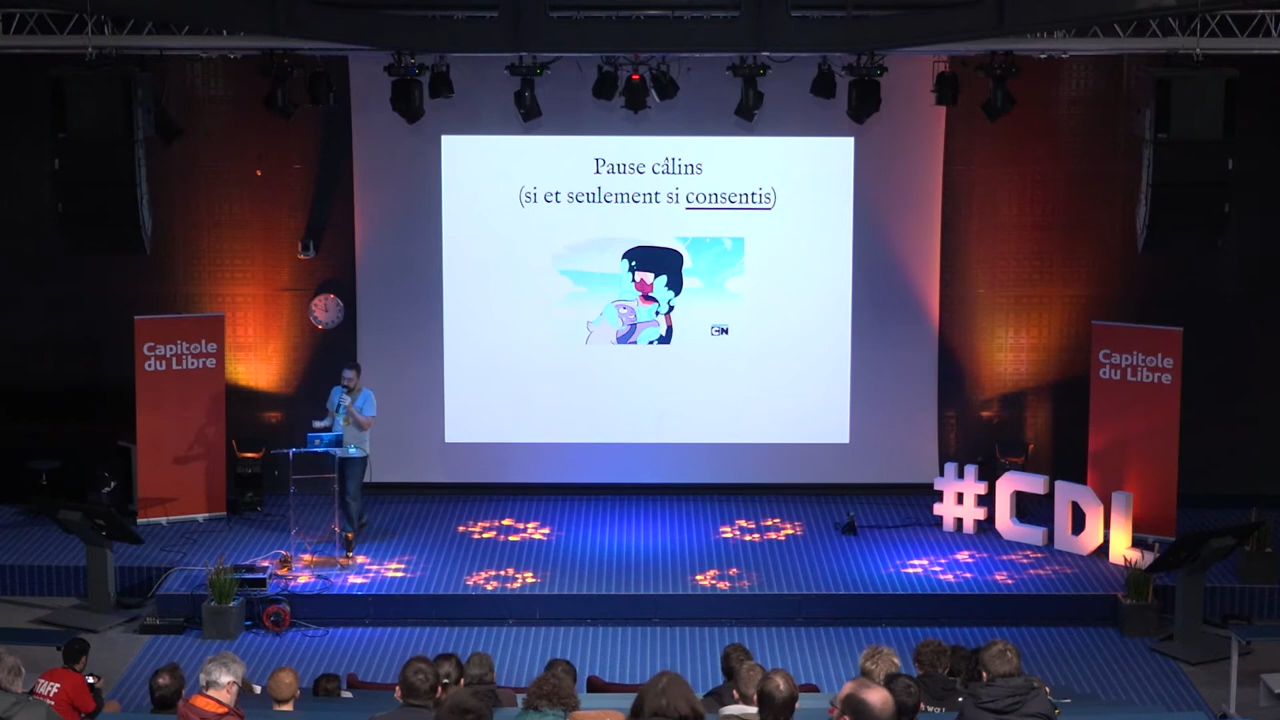 Pause câlins
(si et seulement si consentis)
CN
Capitole
du Libre
Capitole
du Libre
#CDL
STAFF